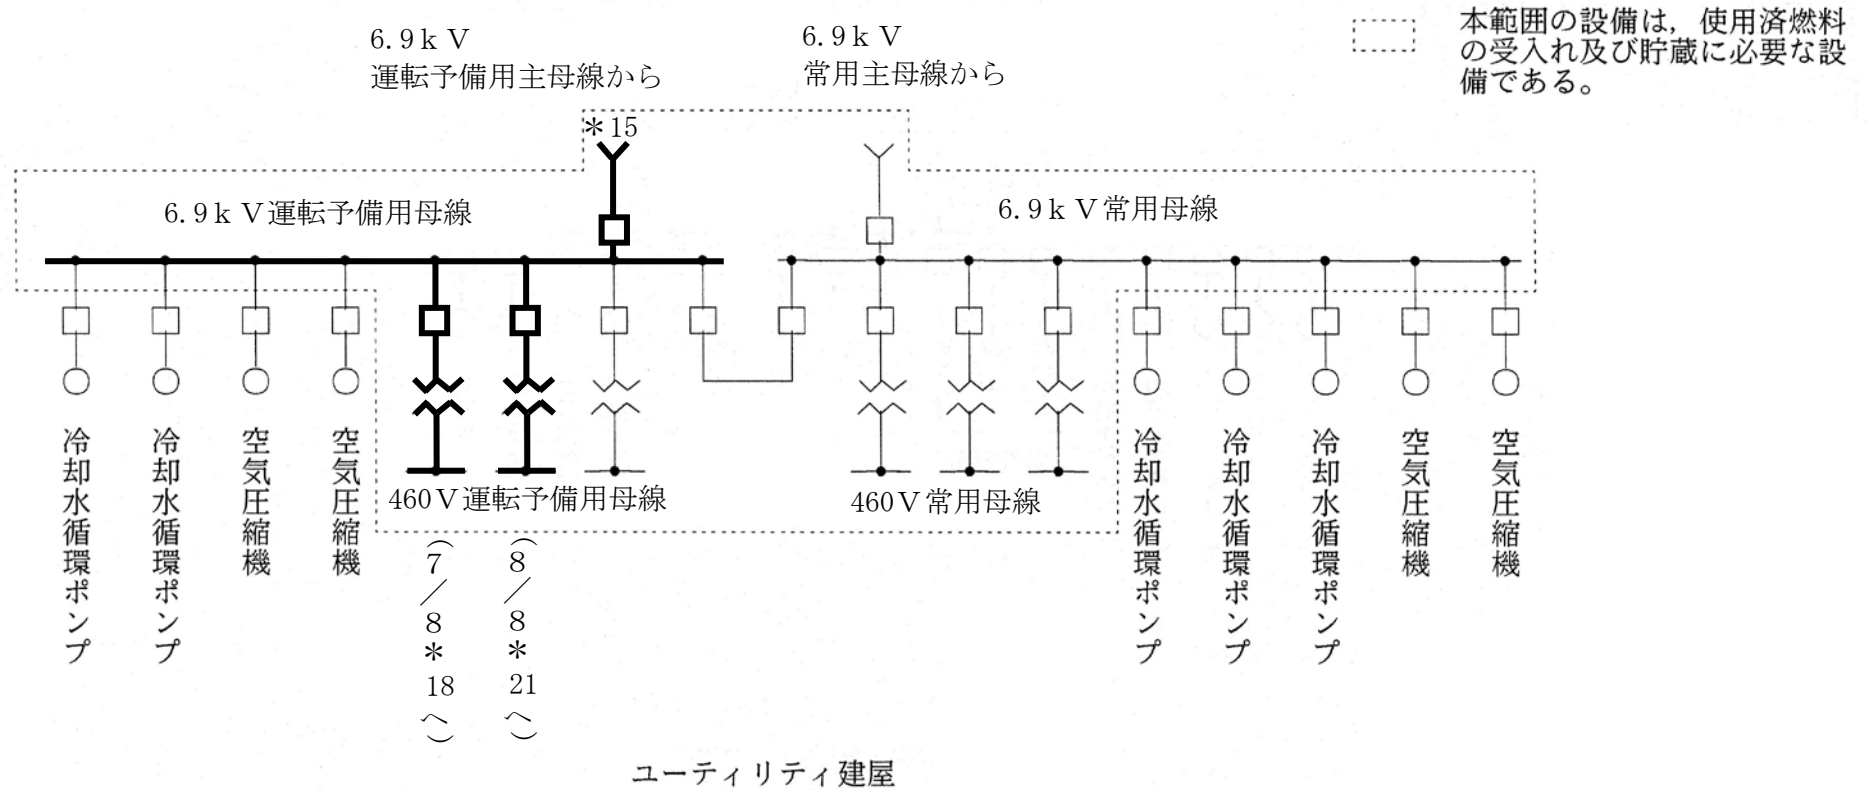 6.9kV
運転予備用主母線から
6.9kV
常用主母線から
本範囲の設備は，使用済燃料
の受入れ及び貯蔵に必要な設
備である。
＊15
6.9kV運転予備用母線
6.9kV常用母線
460V運転予備用母線
460V常用母線
冷却水循環ポンプ
冷却水循環ポンプ
空気圧縮機
空気圧縮機
（7／8＊18へ）
（8／8＊21へ）
冷却水循環ポンプ
冷却水循環ポンプ
冷却水循環ポンプ
空気圧縮機
空気圧縮機
ユーティリティ建屋